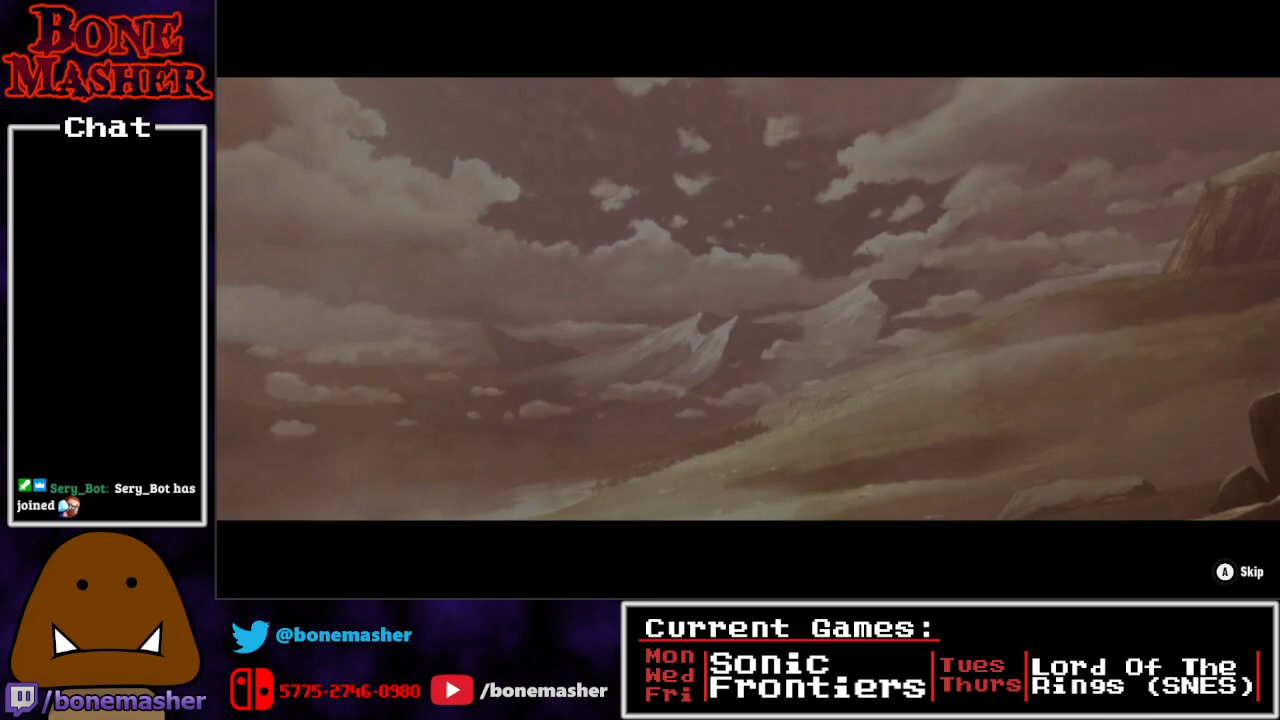 BONE
MASHER
Chat
Sery_Bot: Sery_Bot has
joined
A Skip
/bonemasher
@bonemasher
5775-2746-0980
/bonemasher
Current Games:
Mon
Wed
Fri
Sonic
Frontiers
Tues
Thurs
Lord Of The
Rings (SNES)